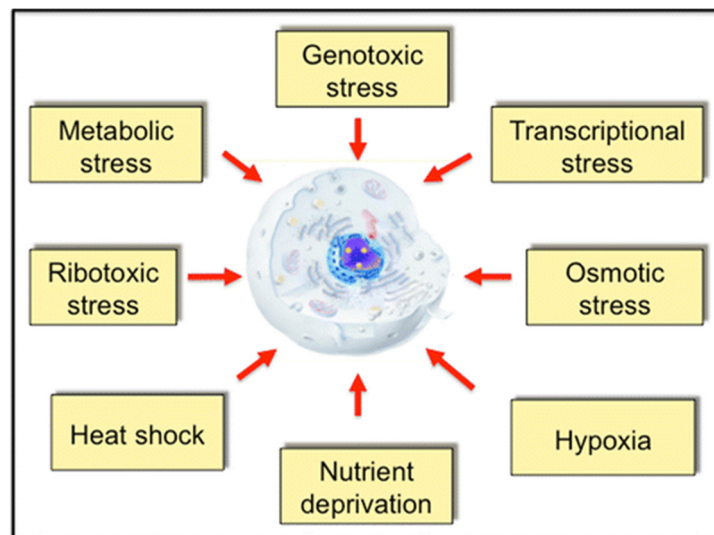 Genotoxic
stress
Metabolic
stress
Transcriptional
stress
Ribotoxic
stress
Osmotic
stress
Heat shock
Hypoxia
Nutrient
deprivation